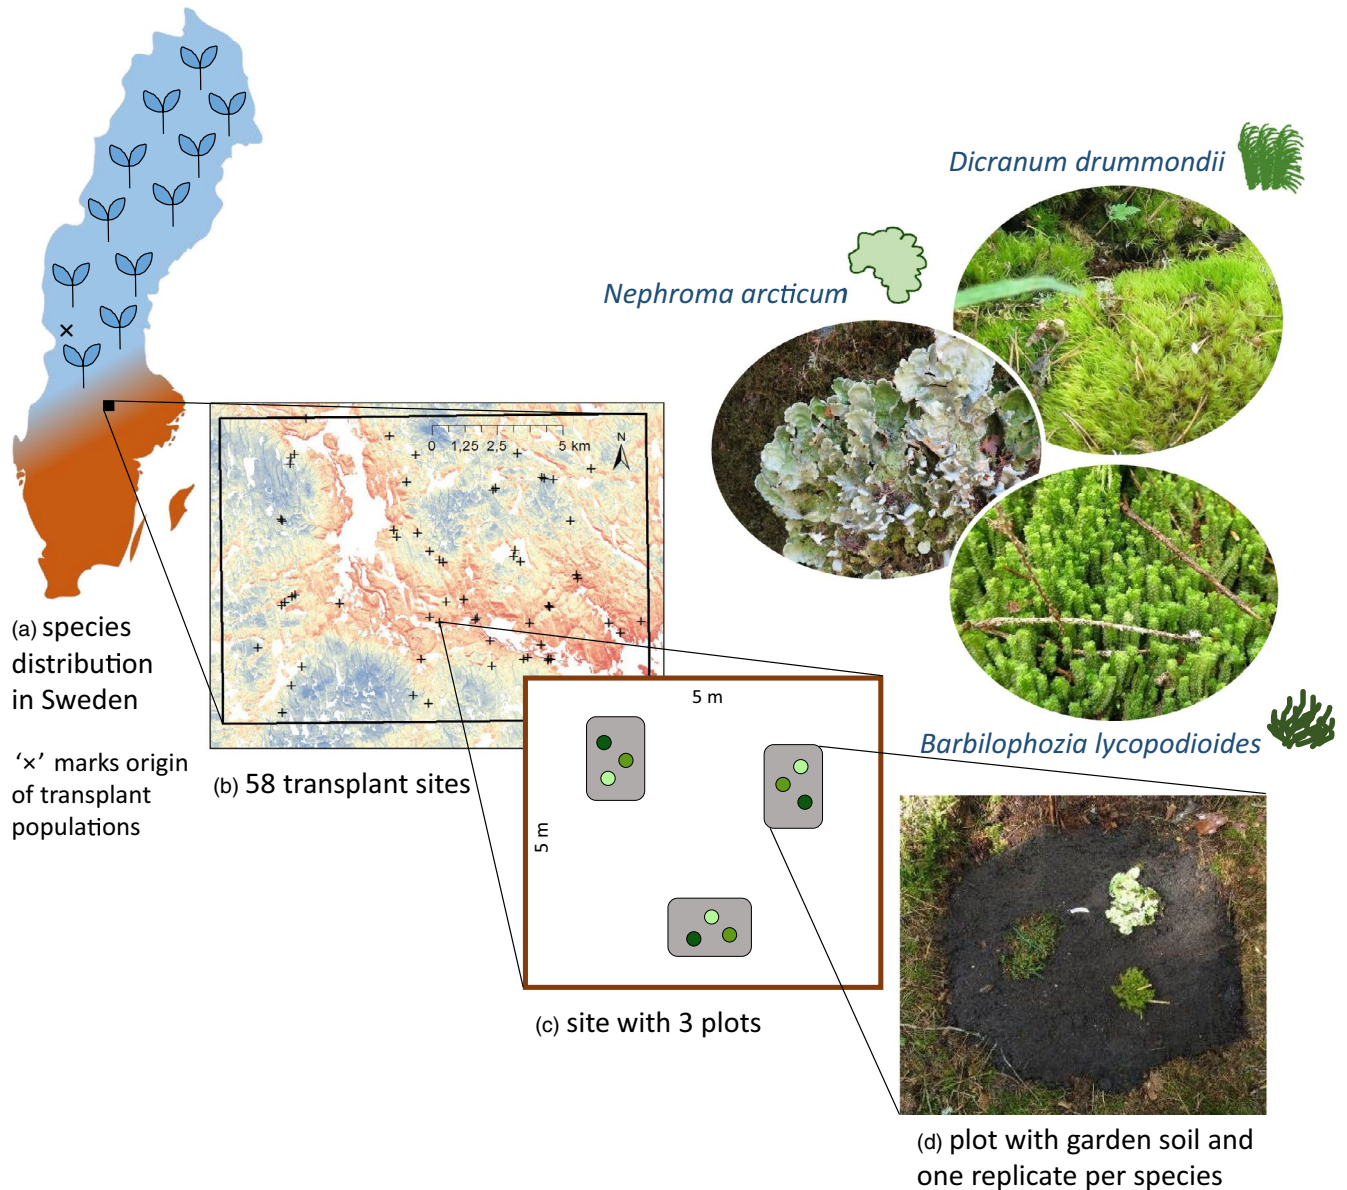 Dicranum drummondii
Nephroma arcticum
N
0 1,25 2,5 5 km
(a) species
distribution
in Sweden
'×' marks origin
of transplant
populations
(b) 58 transplant sites
5 m
5 m
Barbilophozia lycopodioides
(c) site with 3 plots
(d) plot with garden soil and
one replicate per species